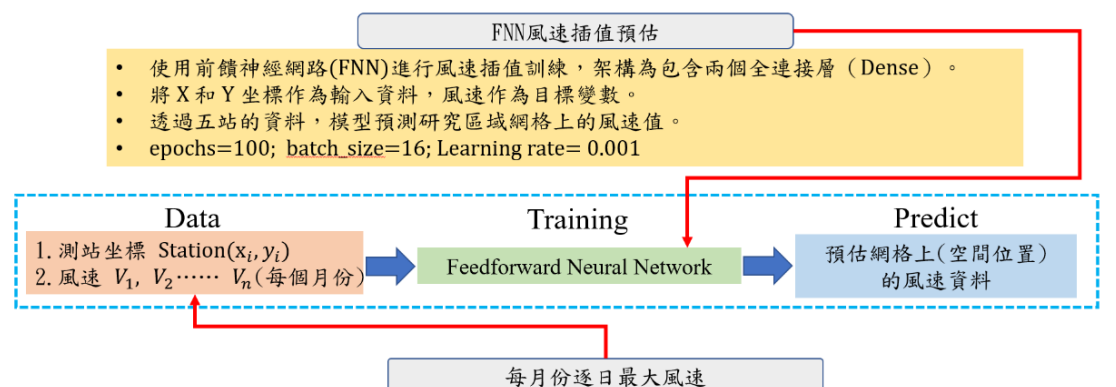 FNN風速插值預估
• 使用前饋神經網路(FNN)進行風速插值訓練，架構為包含兩個全連接層（Dense）。
• 將 X 和 Y 坐標作為輸入資料，風速作為目標變數。
• 透過五站的資料，模型預測研究區域網格上的風速值。
• epochs=100; batch_size=16; Learning rate= 0.001
Data
1. 測站坐標 Station(xᵢ, yᵢ)
2. 風速 V₁, V₂ ⋯⋯ Vₙ(每個月份)
Training
Feedforward Neural Network
Predict
預估網格上(空間位置)
的風速資料
每月份逐日最大風速